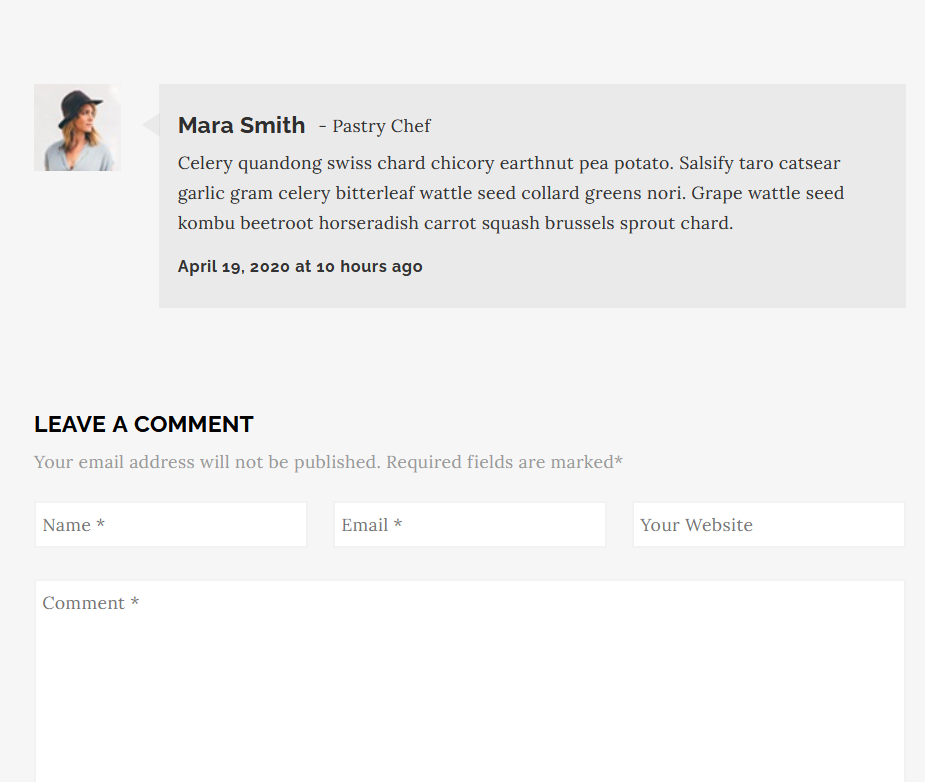 Mara Smith - Pastry Chef
Celery quandong swiss chard chicory earthnut pea potato. Salsify taro catsear
garlic gram celery bitterleaf wattle seed collard greens nori. Grape wattle seed
kombu beetroot horseradish carrot squash brussels sprout chard.
April 19, 2020 at 10 hours ago
LEAVE A COMMENT
Your email address will not be published. Required fields are marked*
Name * Email * Your Website
Comment *